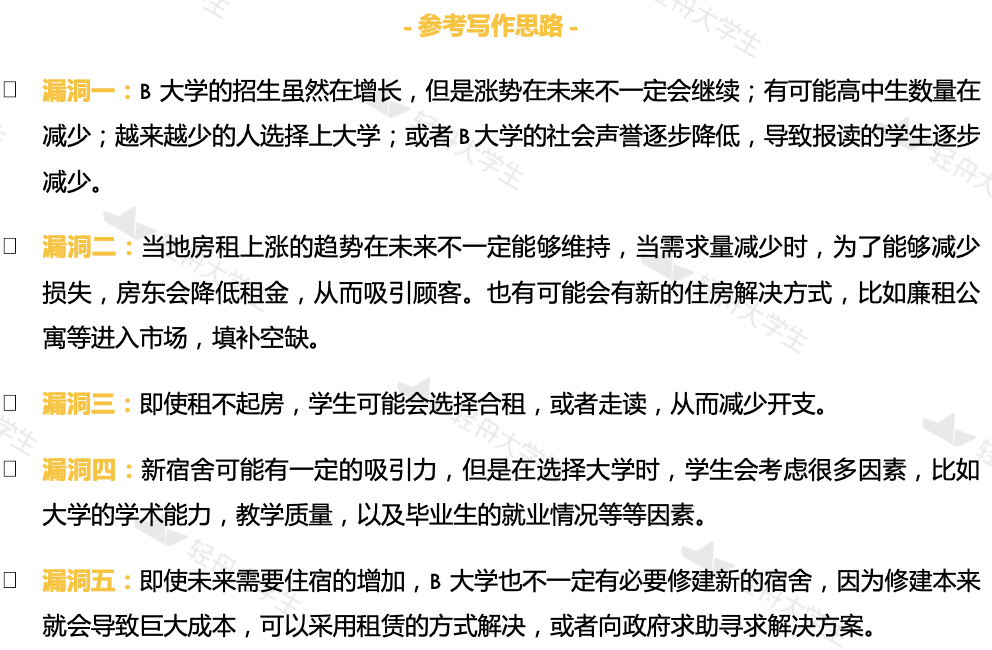 - 参考写作思路 -
漏洞一：B 大学的招生虽然在增长，但是涨势在未来不一定会继续；有可能高中生数量在
减少；越来越少的人选择上大学；或者 B 大学的社会声誉逐步降低，导致报读的学生逐步
减少。
漏洞二：当地房租上涨的趋势在未来不一定能够维持，当需求量减少时，为了能够减少
损失，房东会降低租金，从而吸引顾客。也有可能会有新的住房解决方式，比如廉租公
寓等进入市场，填补空缺。
漏洞三：即使租不起房，学生可能会选择合租，或者走读，从而减少开支。
漏洞四：新宿舍可能有一定的吸引力，但是在选择大学时，学生会考虑很多因素，比如
大学的学术能力，教学质量，以及毕业生的就业情况等等因素。
漏洞五：即使未来需要住宿的增加，B 大学也不一定有必要修建新的宿舍，因为修建本来
就会导致巨大成本，可以采用租赁的方式解决，或者向政府求助寻求解决方案。
轻舟大学生